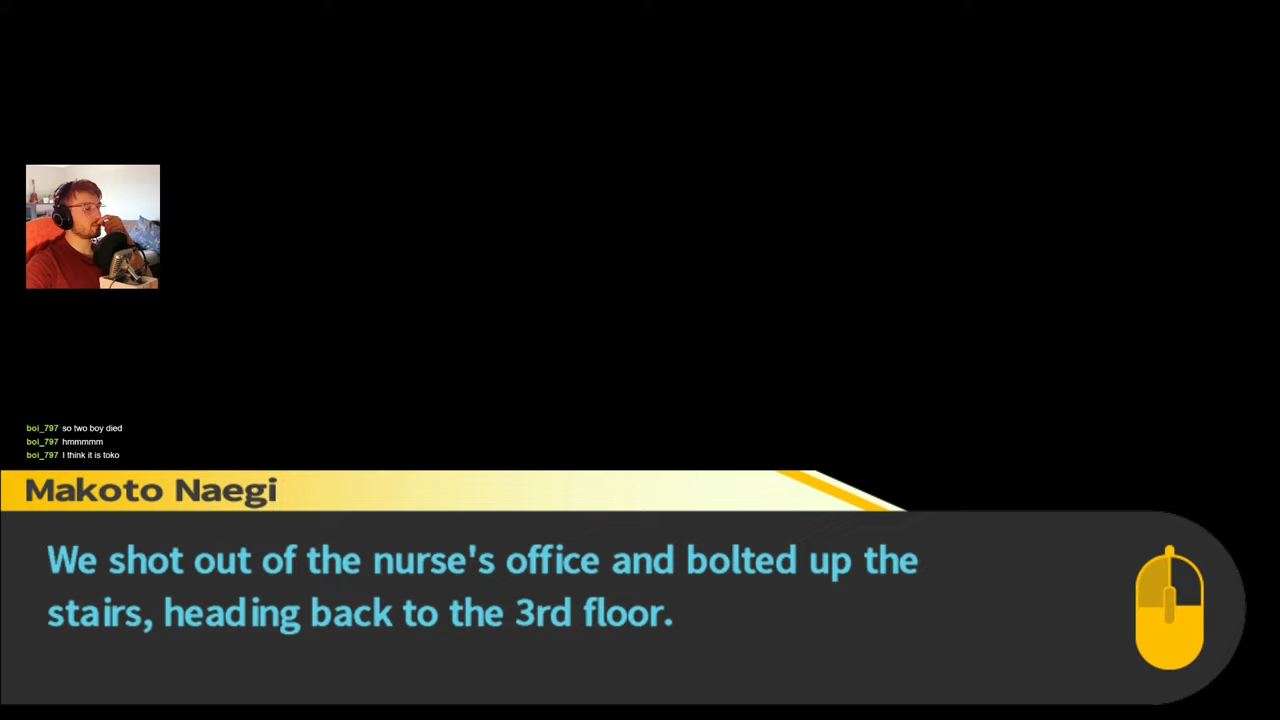 boi_797 so two boy died
boi_797 hmmmmm
boi_797 I think it is toko
Makoto Naegi
We shot out of the nurse's office and bolted up the
stairs, heading back to the 3rd floor.